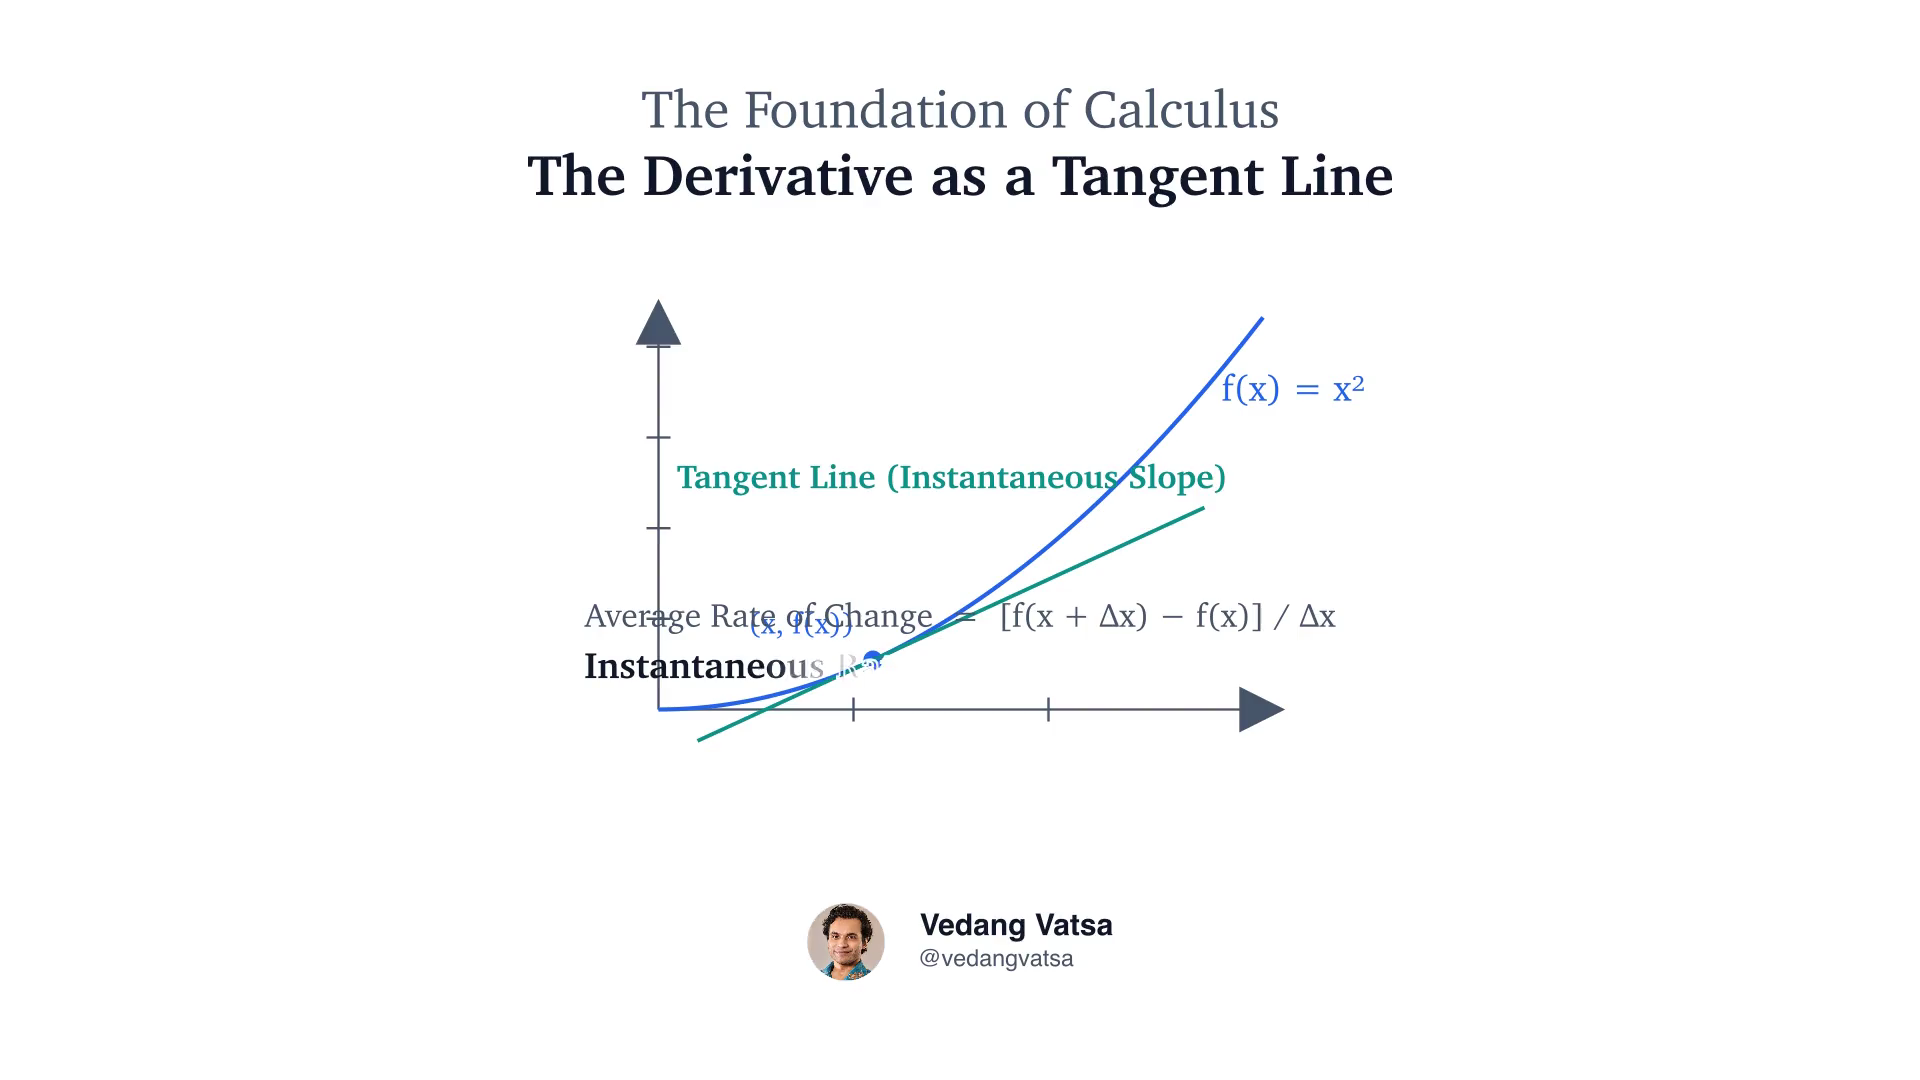 The Foundation of Calculus
The Derivative as a Tangent Line
f(x) = x²
Tangent Line (Instantaneous Slope)
Average Rate of Change = [f(x + Δx) − f(x)] / Δx
(x, f(x))
Instantaneous
Vedang Vatsa
@vedangvatsa